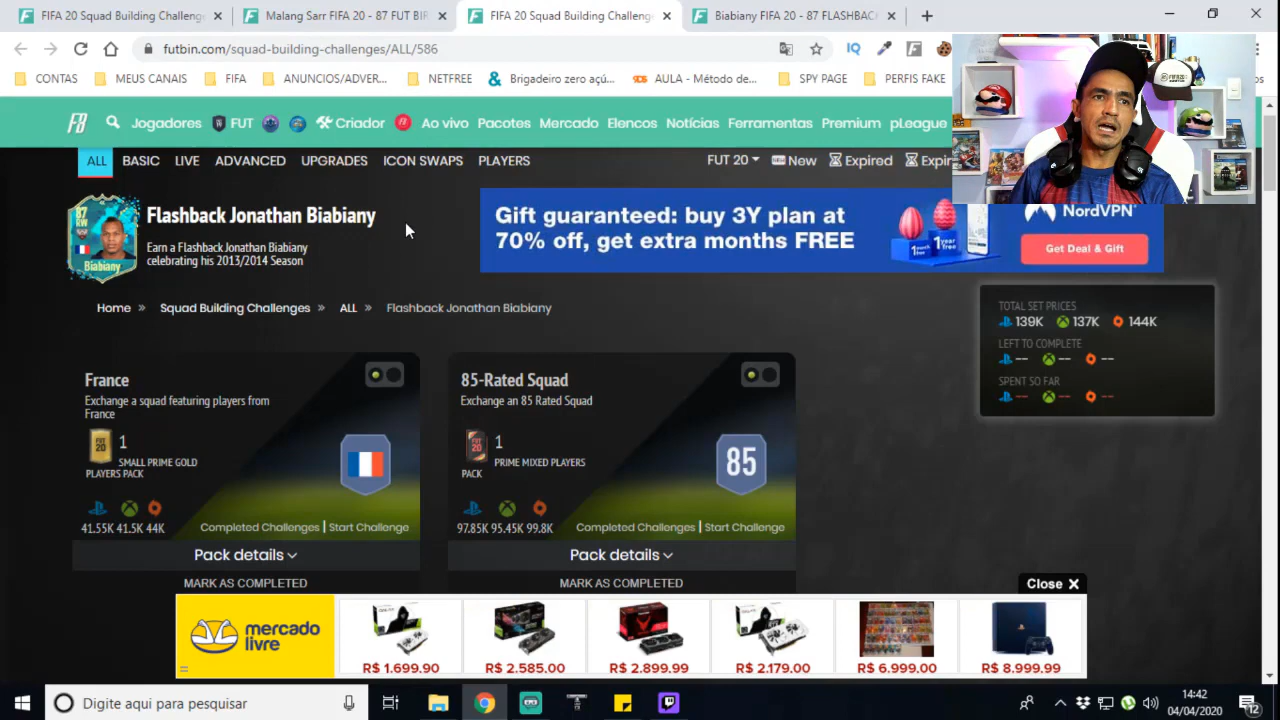 FIFA 20 Squad Building Challenge
Malang Sarr FIFA 20 - 87 FUT BIR
FIFA 20 Squad Building Challenge
Biabiany FIFA 20 - 87 FLASHBACK
futbin.com/squad-building-challenges/ALL/586
IQ
CONTAS
MEUS CANAIS
FIFA
ANUNCIOS/ADVER...
NETFREE
Brigadeiro zero açú...
AULA - Método de...
SPY PAGE
PERFIS FAKE
Jogadores
FUT
Criador
Ao vivo
Pacotes
Mercado
Elencos
Notícias
Ferramentas
Premium
pLeague
ALL
BASIC
LIVE
ADVANCED
UPGRADES
ICON SWAPS
PLAYERS
FUT 20
New
Expired
87
RW
Biabiany
Flashback Jonathan Biabiany
Earn a Flashback Jonathan Biabiany
celebrating his 2013/2014 Season
Gift guaranteed: buy 3Y plan at
70% off, get extra months FREE
NordVPN
Get Deal & Gift
Home » Squad Building Challenges » ALL » Flashback Jonathan Biabiany
TOTAL SET PRICES
139K 137K 144K
LEFT TO COMPLETE
-- -- --
SPENT SO FAR
-- -- --
France
Exchange a squad featuring players from
France
1
SMALL PRIME GOLD
PLAYERS PACK
41.55K 41.5K 44K
Completed Challenges | Start Challenge
Pack details
MARK AS COMPLETED
85-Rated Squad
Exchange an 85 Rated Squad
1
PRIME MIXED PLAYERS
PACK
85
97.85K 95.45K 99.8K
Completed Challenges | Start Challenge
Pack details
MARK AS COMPLETED
Close X
mercado
livre
R$ 1.699.90
R$ 2.585.00
R$ 2.899.99
R$ 2.179.00
R$ 6.999.00
R$ 8.999.99
Digite aqui para pesquisar
14:42
04/04/2020
12